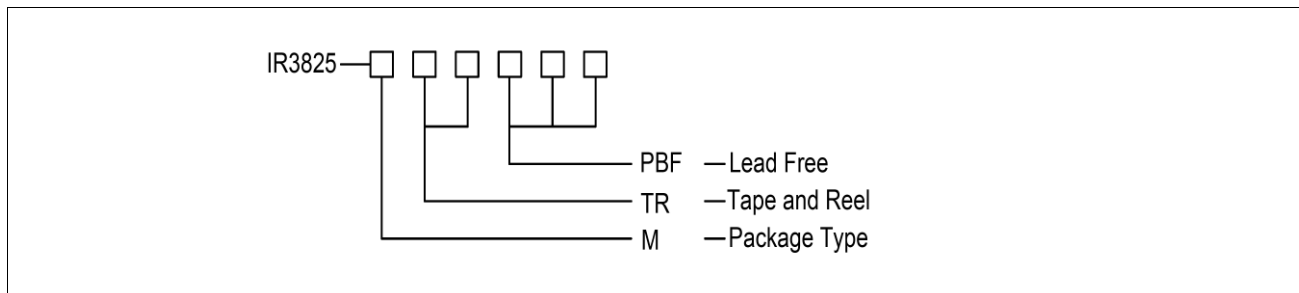 IR3825
PBF —Lead Free
TR —Tape and Reel
M —Package Type